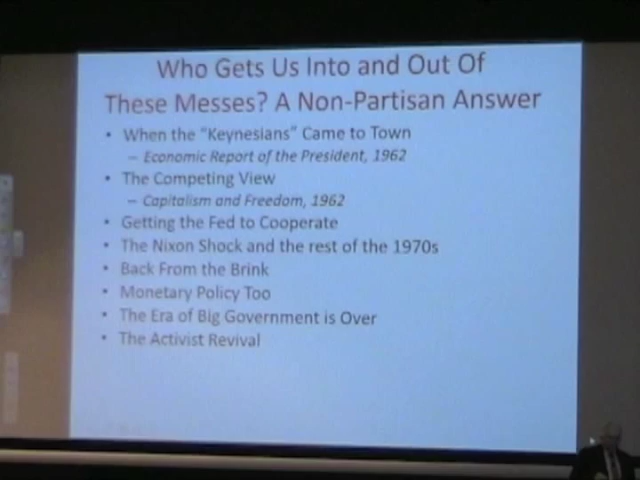 Who Gets Us Into and Out Of
These Messes? A Non-Partisan Answer
• When the "Keynesians" Came to Town
– Economic Report of the President, 1962
• The Competing View
– Capitalism and Freedom, 1962
• Getting the Fed to Cooperate
• The Nixon Shock and the rest of the 1970s
• Back From the Brink
• Monetary Policy Too
• The Era of Big Government is Over
• The Activist Revival